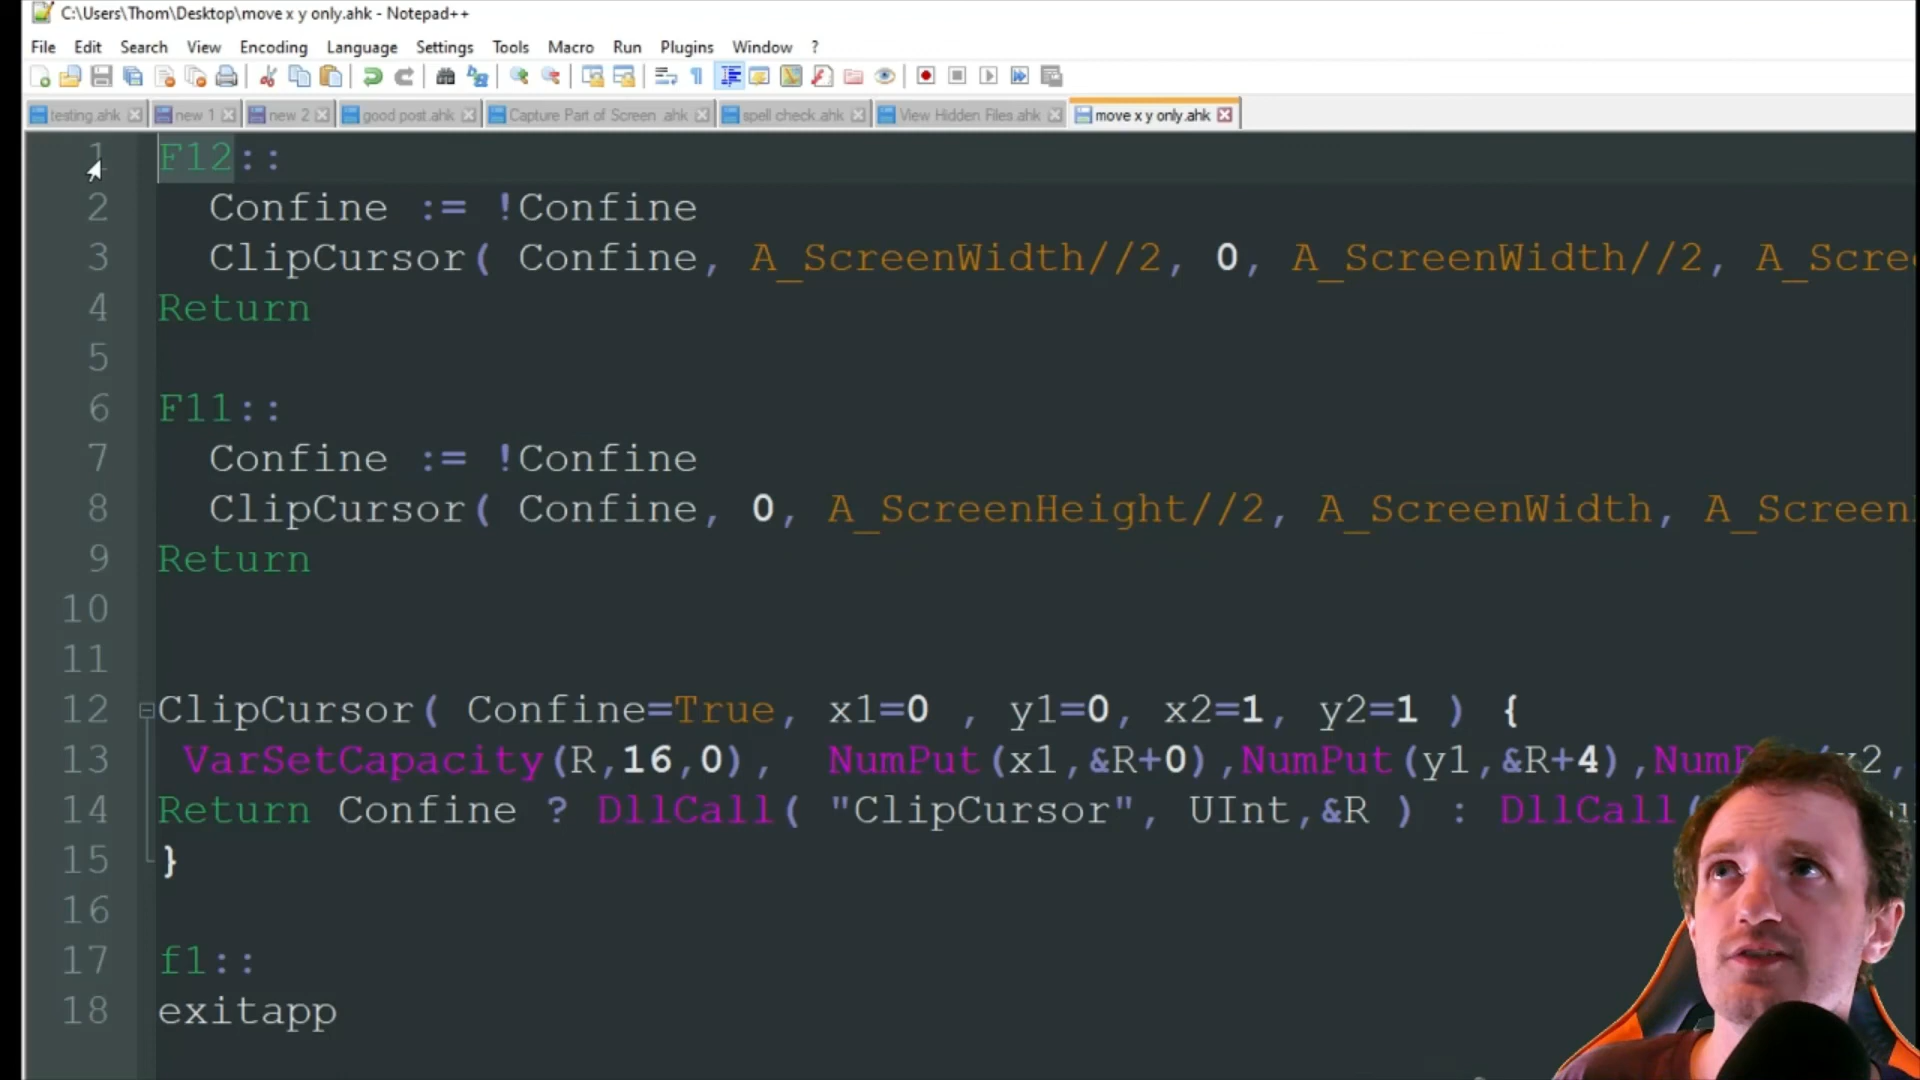 C:\Users\Thom\Desktop\move x y only.ahk - Notepad++
File Edit Search View Encoding Language Settings Tools Macro Run Plugins Window ?
testing.ahk new 1 new 2 good post.ahk Capture Part of Screen .ahk spell check.ahk View Hidden Files.ahk move x y only.ahk
1 F12::
2 Confine := !Confine
3 ClipCursor( Confine, A_ScreenWidth//2, 0, A_ScreenWidth//2, A_Scre
4 Return
5
6 F11::
7 Confine := !Confine
8 ClipCursor( Confine, 0, A_ScreenHeight//2, A_ScreenWidth, A_Screen
9 Return
10
11
12 ClipCursor( Confine=True, x1=0 , y1=0, x2=1, y2=1 ) {
13 VarSetCapacity(R,16,0), NumPut(x1,&R+0),NumPut(y1,&R+4),NumP x2,
14 Return Confine ? DllCall( "ClipCursor", UInt,&R ) : DllCall(
15 }
16
17 f1::
18 exitapp